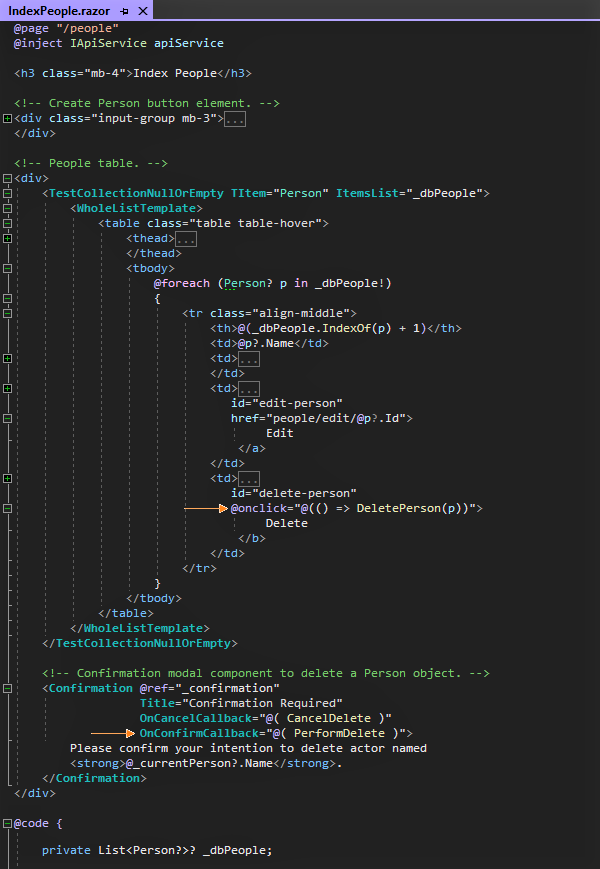 IndexPeople.razor
@page "/people"
@inject IApiService apiService
<h3 class="mb-4">Index People</h3>
<!-- Create Person button element. -->
<div class="input-group mb-3">...
</div>
<!-- People table. -->
<div>
<TestCollectionNullOrEmpty TItem="Person" ItemsList="_dbPeople">
<WholeListTemplate>
<table class="table table-hover">
<thead>...
</thead>
<tbody>
@foreach (Person? p in _dbPeople!)
{
<tr class="align-middle">
<th>@(_dbPeople.IndexOf(p) + 1)</th>
<td>@p?.Name</td>
<td>...
</td>
<td>...
id="edit-person"
href="people/edit/@p?.Id">
Edit
</a>
</td>
<td>...
id="delete-person"
@onclick="@(() => DeletePerson(p))">
Delete
</b>
</td>
</tr>
}
</tbody>
</table>
</WholeListTemplate>
</TestCollectionNullOrEmpty>
<!-- Confirmation modal component to delete a Person object. -->
<Confirmation @ref="_confirmation"
Title="Confirmation Required"
OnCancelCallback="@( CancelDelete )"
OnConfirmCallback="@( PerformDelete )">
Please confirm your intention to delete actor named
<strong>@_currentPerson?.Name</strong>.
</Confirmation>
</div>
@code {
private List<Person?>? _dbPeople;